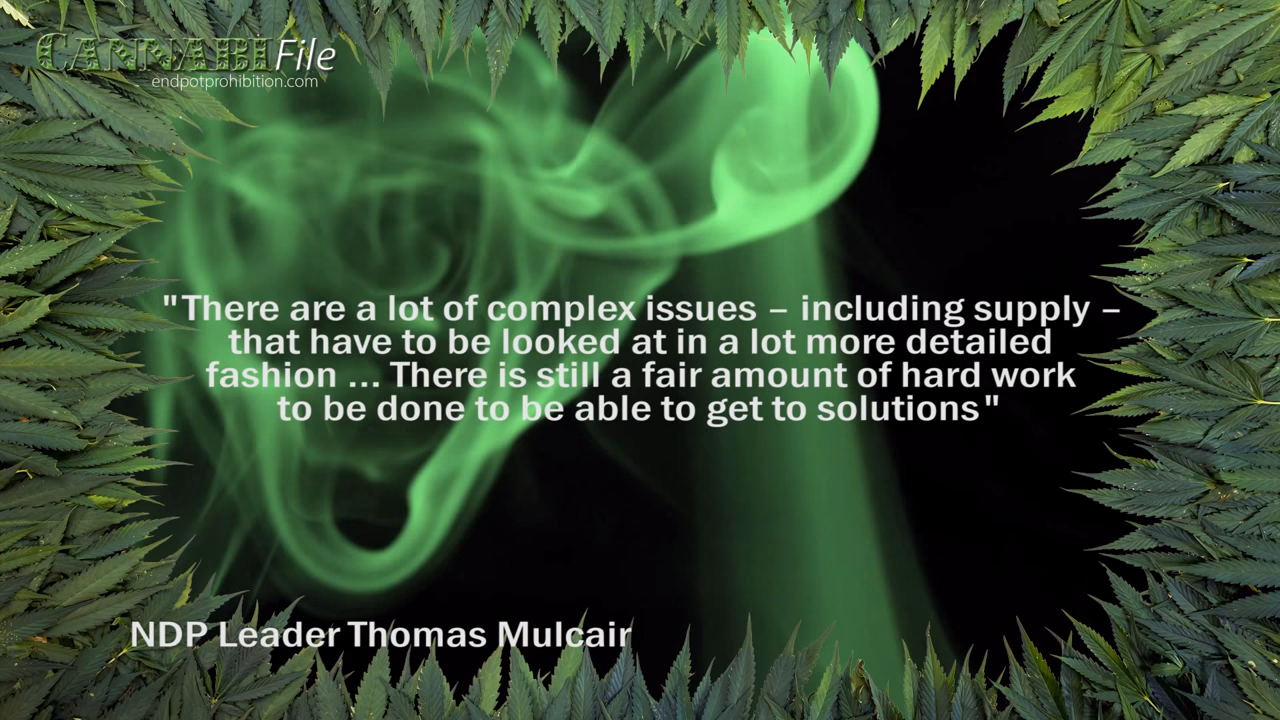 CANNABIFile
endpotprohibition.com
"There are a lot of complex issues – including supply –
that have to be looked at in a lot more detailed
fashion ... There is still a fair amount of hard work
to be done to be able to get to solutions"
NDP Leader Thomas Mulcair